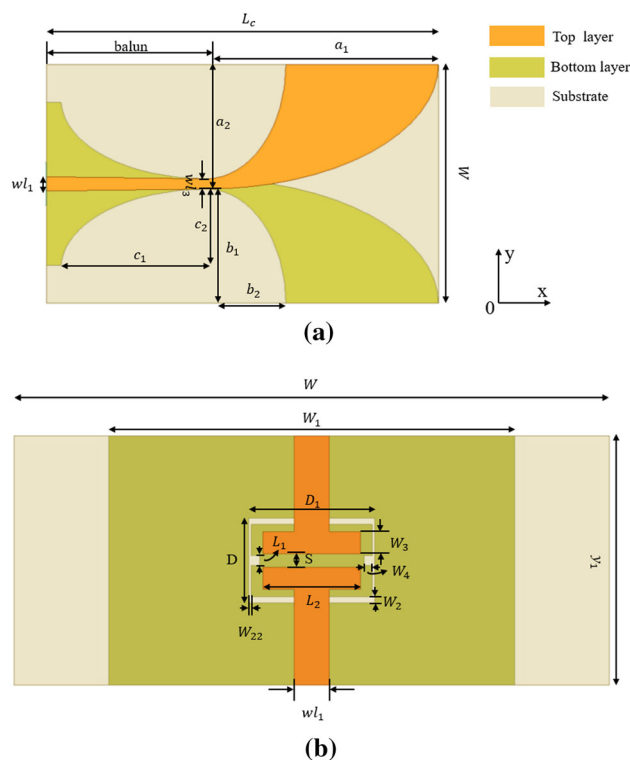 L_c
balun
a_1
Top layer
Bottom layer
Substrate
a_2
wl_1
wl_3
W
c_2
b_1
c_1
b_2
y
0
x
(a)
W
W_1
D_1
L_1
W_3
D
S
W_4
y_1
L_2
W_2
W_22
wl_1
(b)